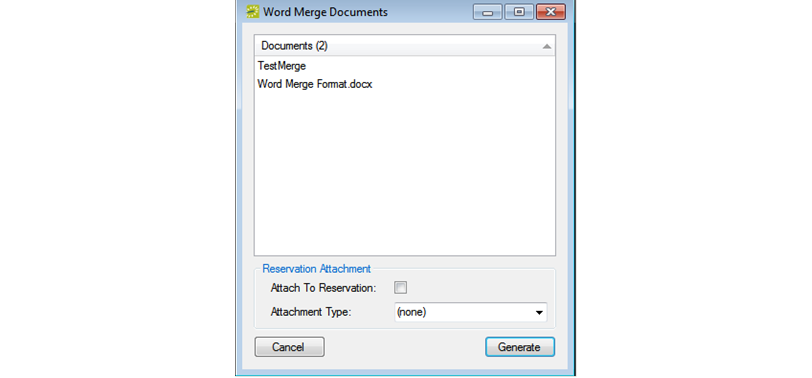 Word Merge Documents
Documents (2)
TestMerge
Word Merge Format.docx
Reservation Attachment
Attach To Reservation:
Attachment Type: (none)
Cancel Generate